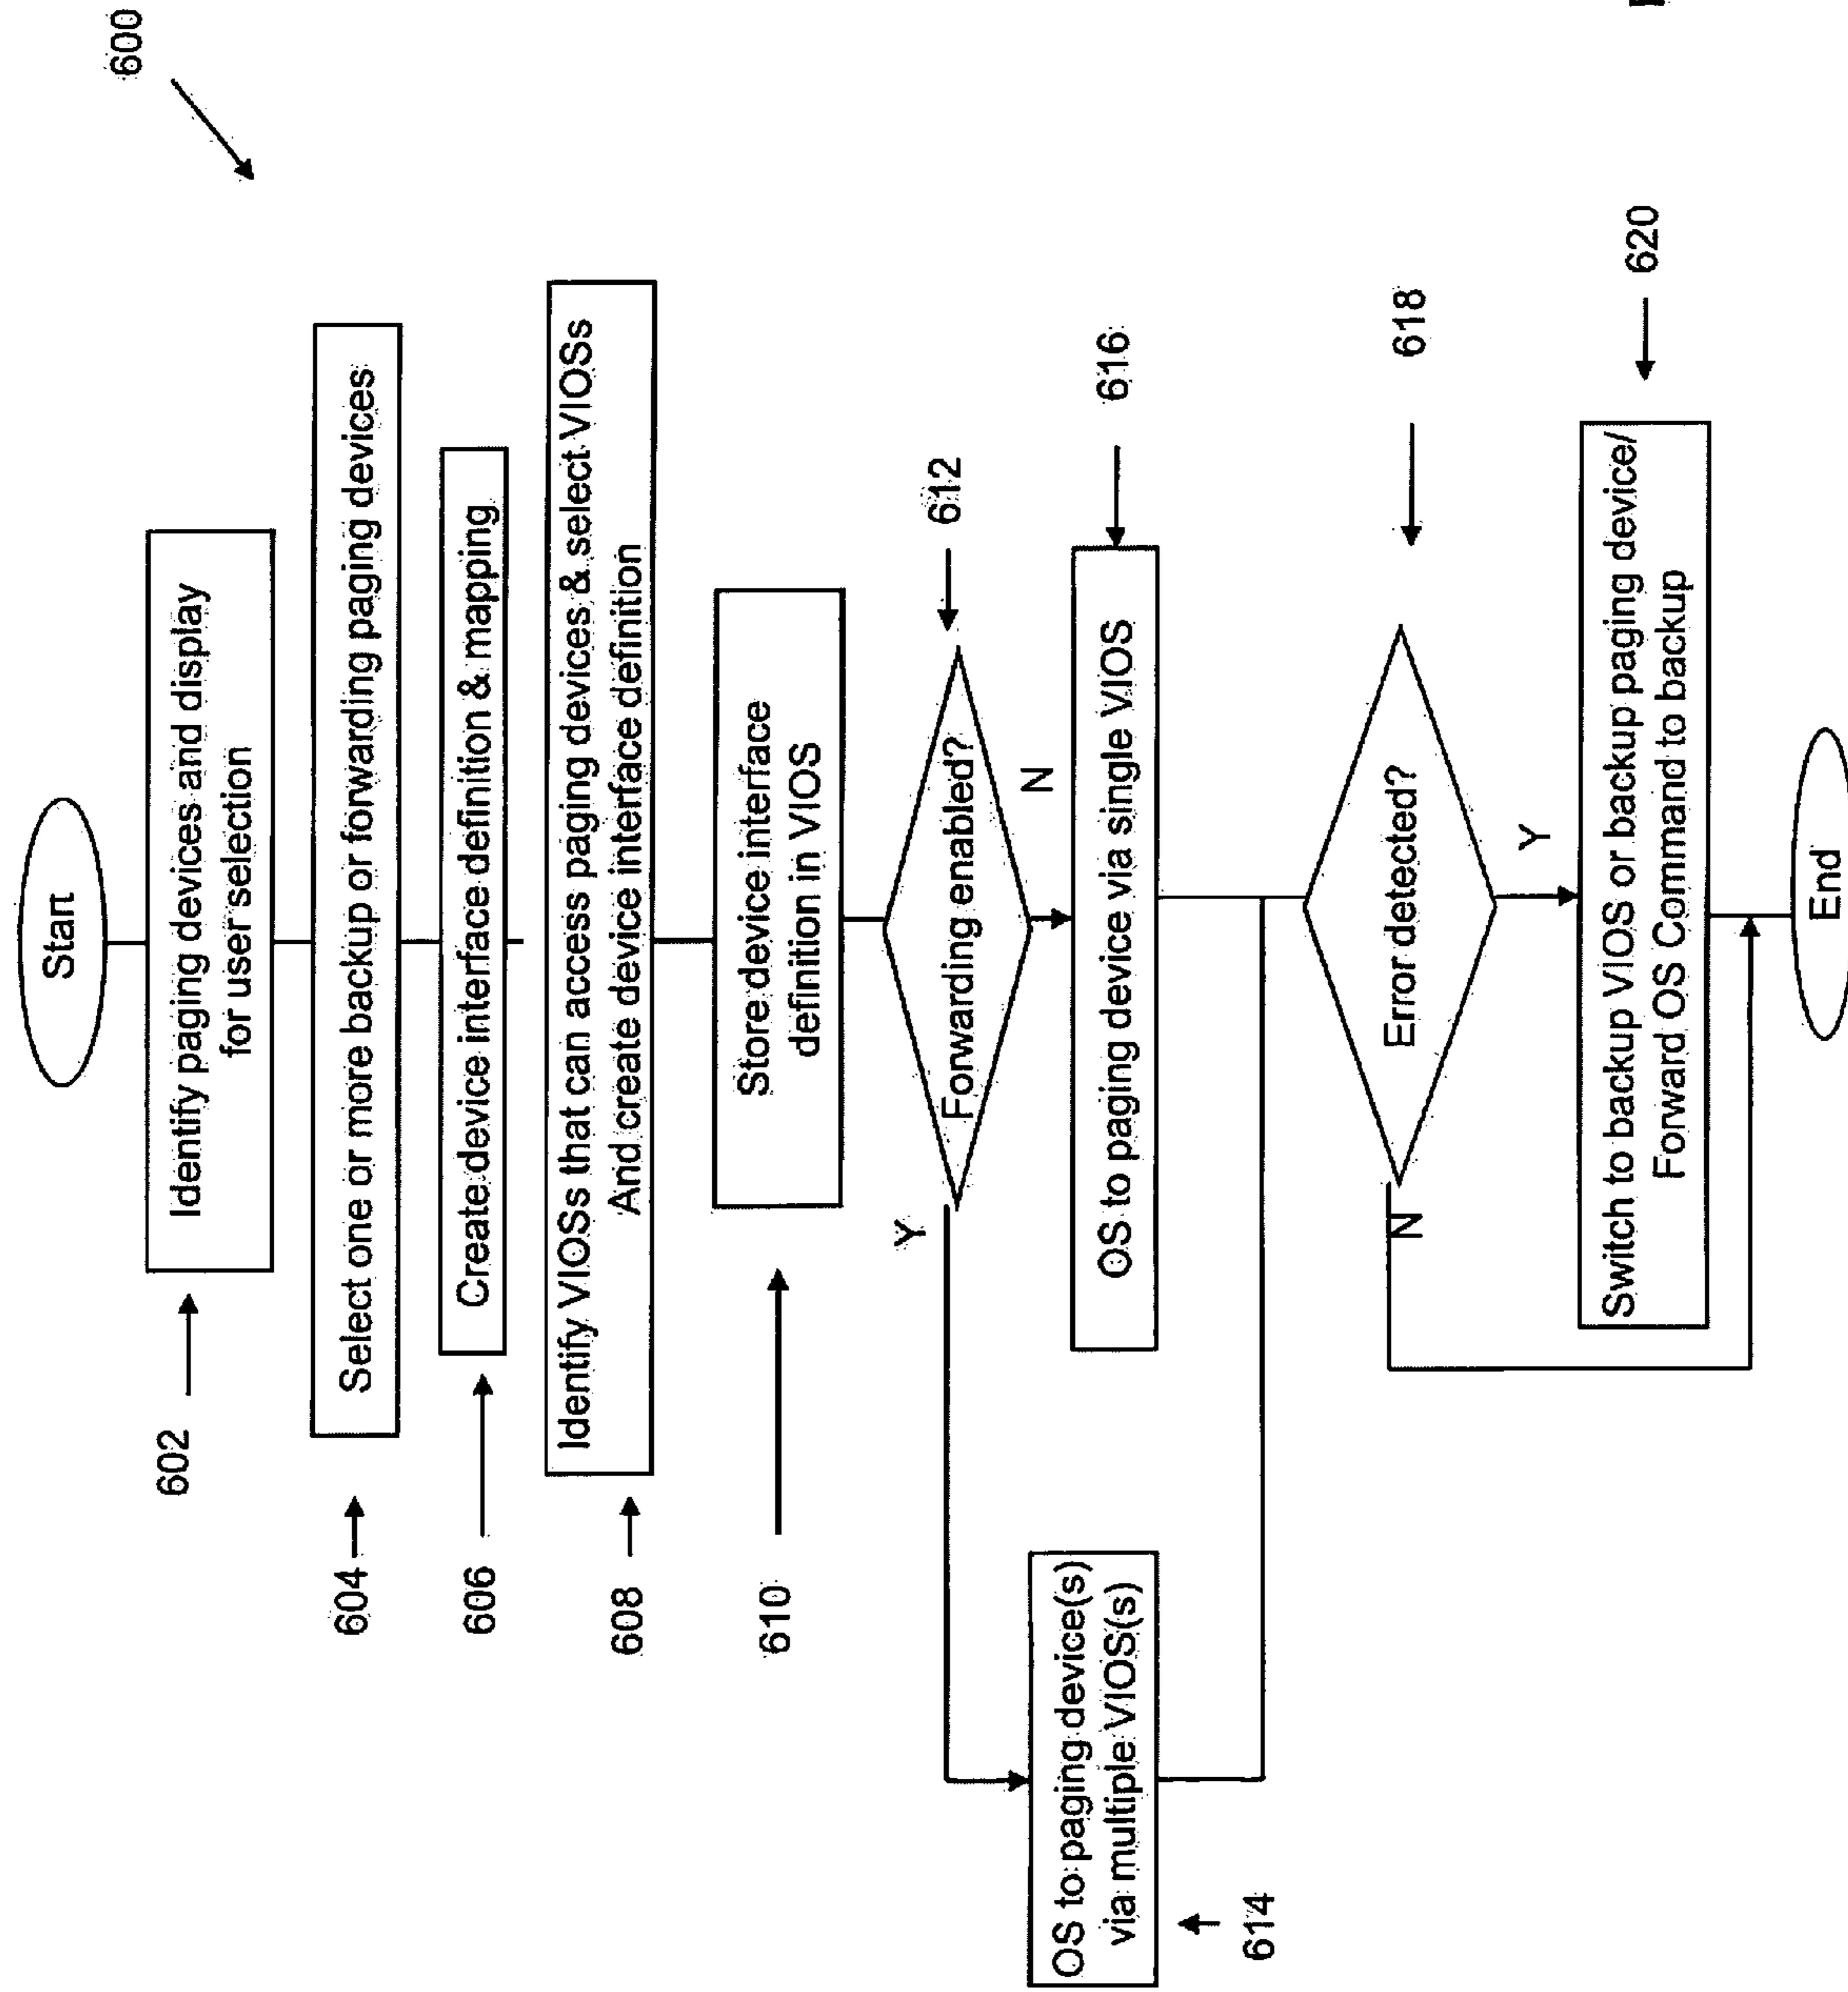 600
Start
602
Identify paging devices and display
for user selection
604
Select one or more backup or forwarding paging devices
606
Create device interface definition & mapping
608
Identify VIOSs that can access paging devices & select VIOSs
And create device interface definition
610
Store device interface
definition in VIOS
612
Forwarding enabled?
Y
N
614
OS to paging device(s)
via multiple VIOS(s)
616
OS to paging device via single VIOS
618
Error detected?
N
Y
620
Switch to backup VIOS or backup paging device/
Forward OS Command to backup
End